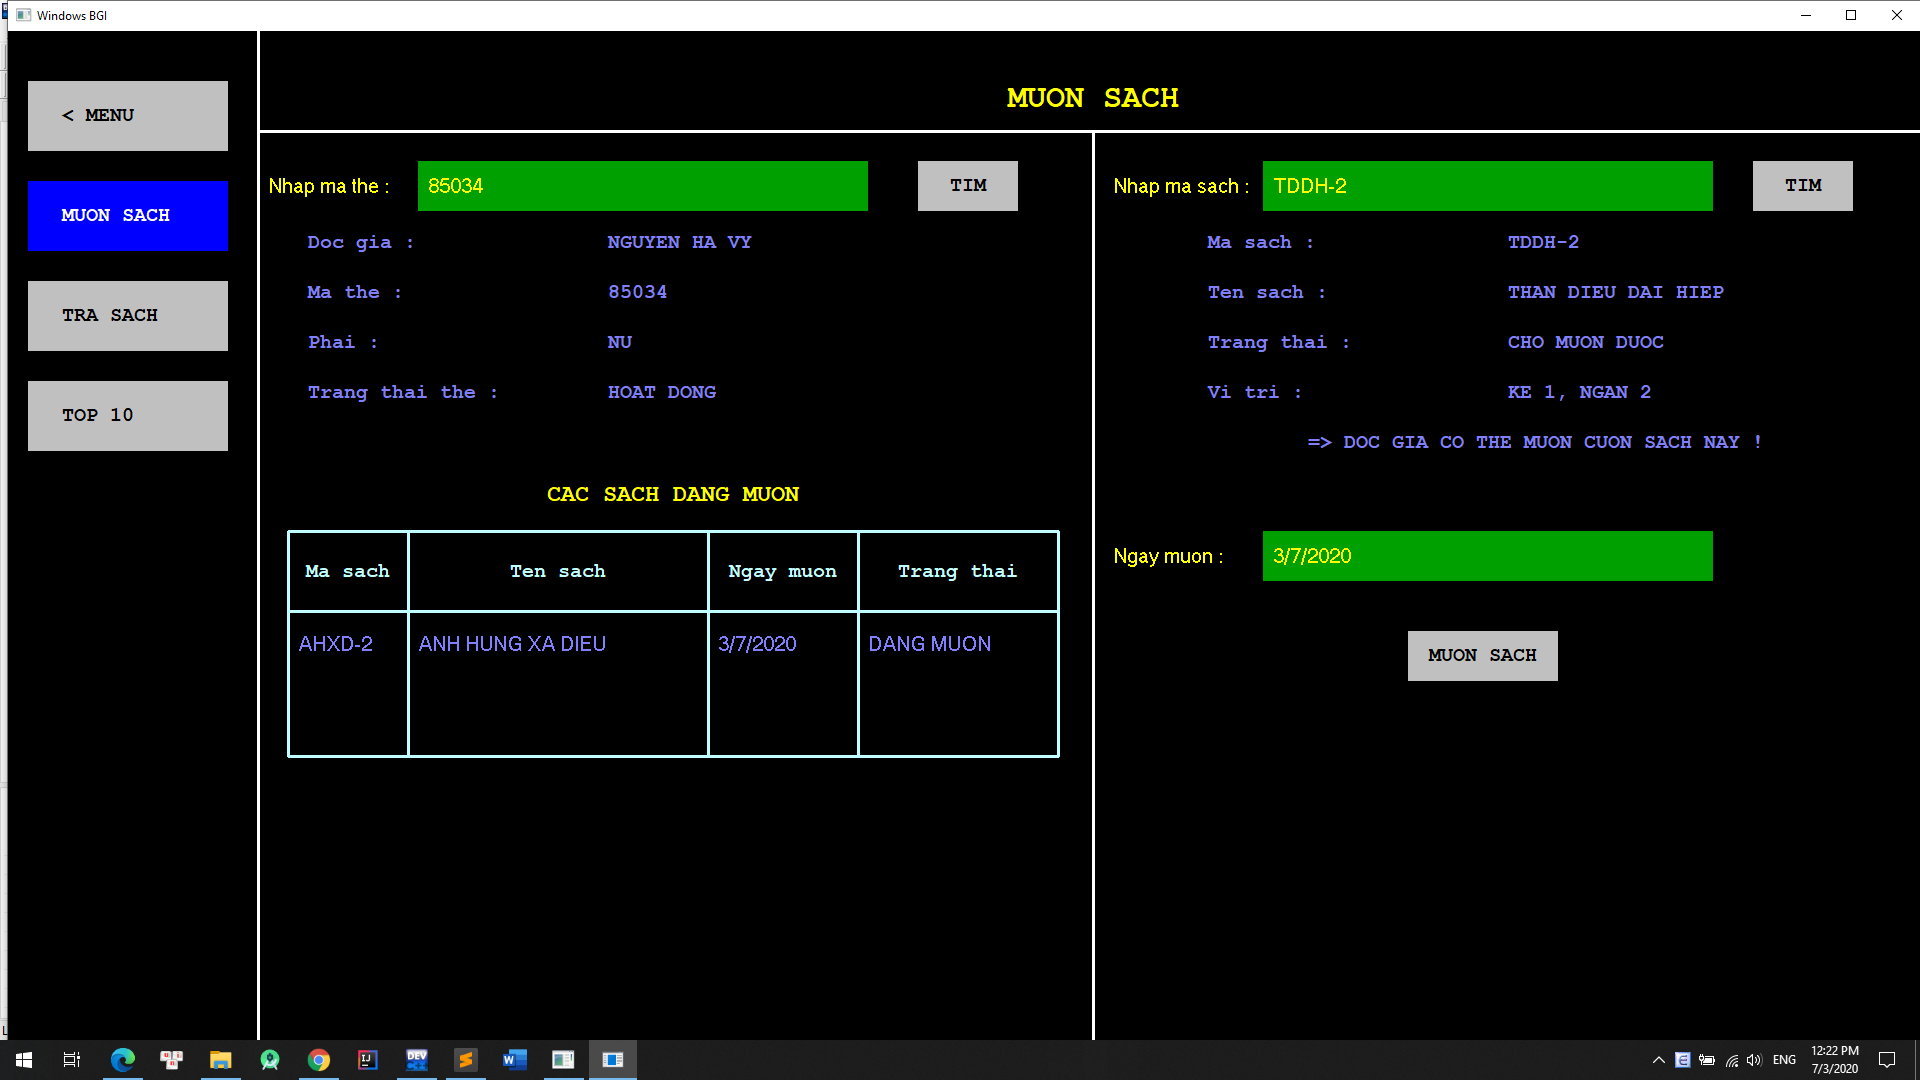 Windows BGI
< MENU
MUON SACH
TRA SACH
TOP 10
MUON SACH
Nhap ma the :
85034
TIM
Doc gia :
NGUYEN HA VY
Ma the :
85034
Phai :
NU
Trang thai the :
HOAT DONG
CAC SACH DANG MUON
Ma sach
Ten sach
Ngay muon
Trang thai
AHXD-2
ANH HUNG XA DIEU
3/7/2020
DANG MUON
Nhap ma sach :
TDDH-2
TIM
Ma sach :
TDDH-2
Ten sach :
THAN DIEU DAI HIEP
Trang thai :
CHO MUON DUOC
Vi tri :
KE 1, NGAN 2
=> DOC GIA CO THE MUON CUON SACH NAY !
Ngay muon :
3/7/2020
MUON SACH
ENG
12:22 PM
7/3/2020